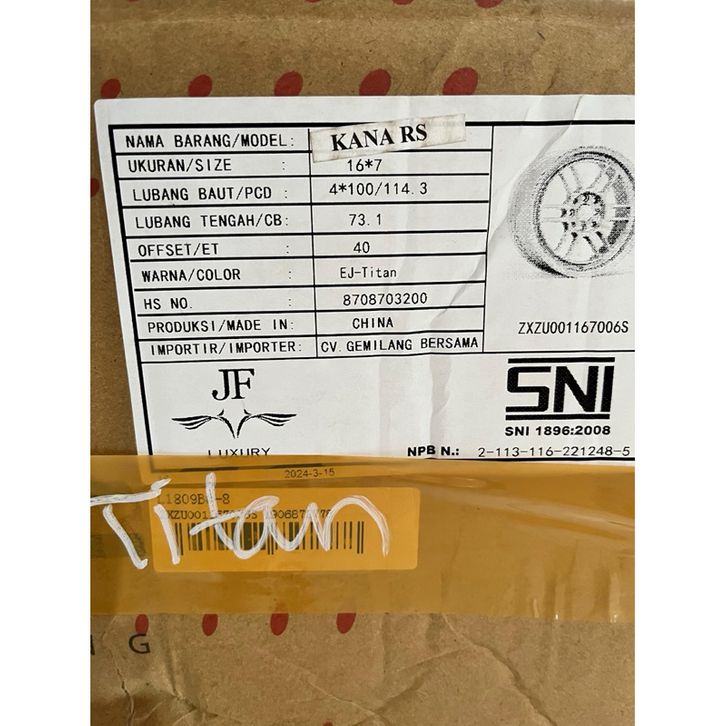 NAMA BARANG/MODEL: KANA RS
UKURAN/SIZE : 16*7
LUBANG BAUT/PCD : 4*100/114.3
LUBANG TENGAH/CB: 73.1
OFFSET/ET : 40
WARNA/COLOR : EJ-Titan
HS NO. : 8708703200
PRODUKSI/MADE IN: CHINA
IMPORTIR/IMPORTER: CV.GEMILANG BERSAMA
ZXZU001167006S
JF
LUXURY
SNI
SNI 1896:2008
NPB N.: 2-113-116-221248-5
2024-3-15
Titan
G